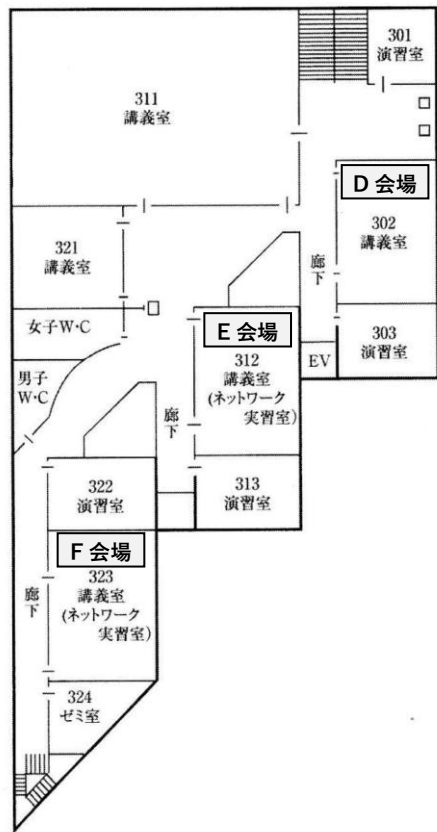 301
演習室
311
講義室
D 会場
302
講義室
321
講義室
廊
下
女子W・C
E 会場
303
演習室
312
講義室
(ネットワーク
実習室)
EV
男子
W・C
廊
下
322
演習室
313
演習室
F 会場
323
講義室
(ネットワーク
実習室)
廊
下
324
ゼミ室